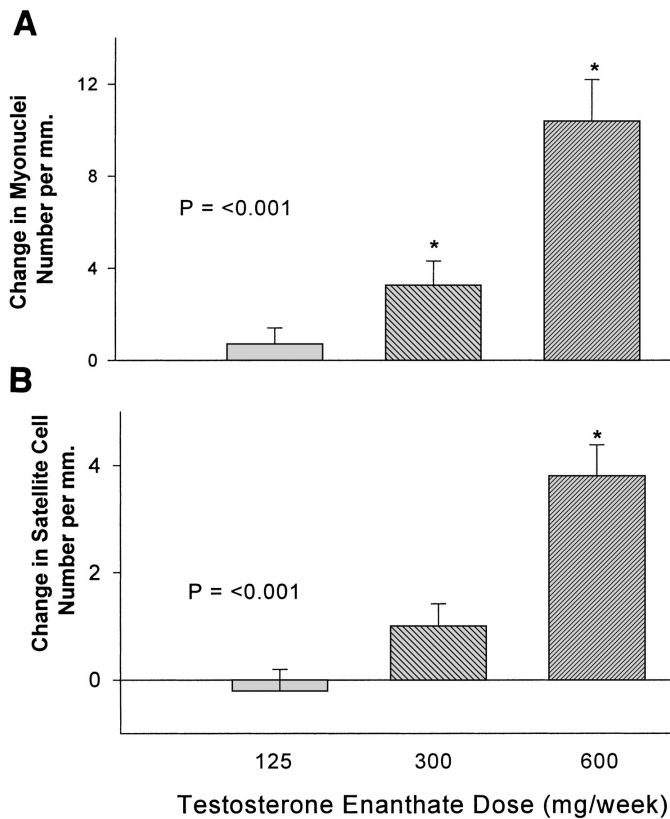 A
Change in Myonuclei
Number per mm.
12
8
4
0
P = <0.001
*
*
B
Change in Satellite Cell
Number per mm.
4
2
0
P = <0.001
*
125 300 600
Testosterone Enanthate Dose (mg/week)